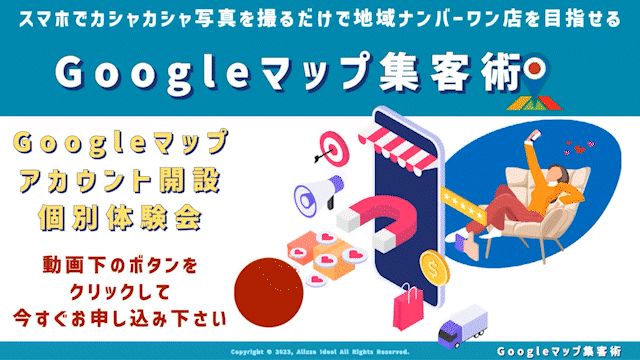 スマホでカシャカシャ写真を撮るだけで地域ナンバーワン店を目指せる
Googleマップ集客術
Googleマップ
アカウント開設
個別体験会
動画下のボタンを
クリックして
今すぐお申し込み下さい
Copyright © 2023, Alizza Ideal All Rights Reserved.
Googleマップ集客術